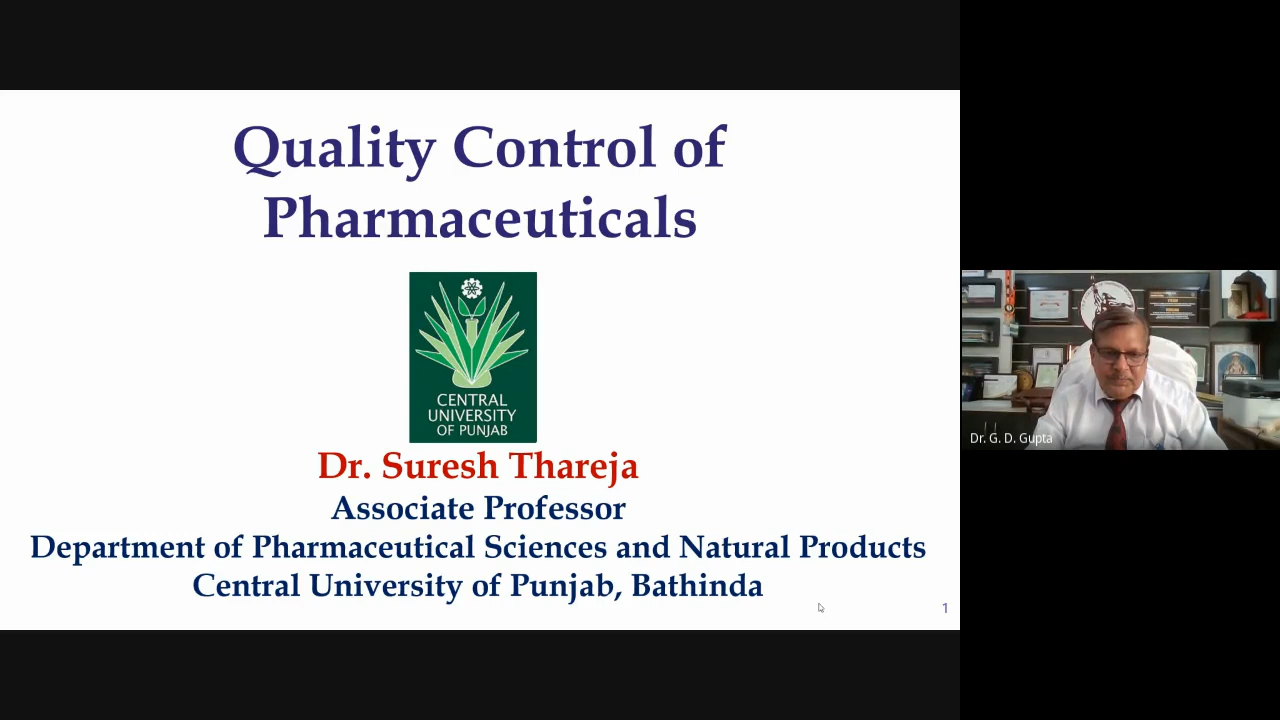 Quality Control of
Pharmaceuticals
CENTRAL
UNIVERSITY
OF PUNJAB
Dr. Suresh Thareja
Associate Professor
Department of Pharmaceutical Sciences and Natural Products
Central University of Punjab, Bathinda
1
Dr. G. D. Gupta